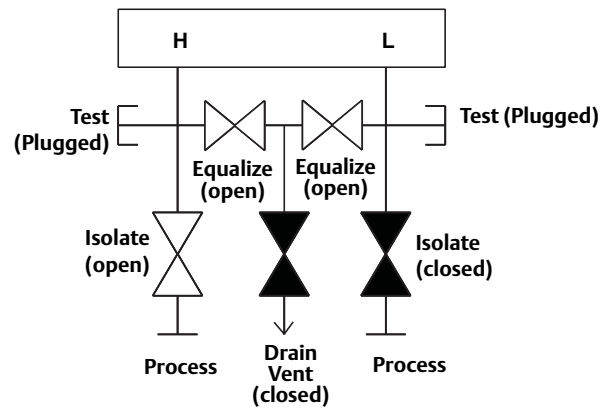 H
L
Test
(Plugged)
Test (Plugged)
Equalize
(open)
Equalize
(open)
Isolate
(open)
Isolate
(closed)
Process
Drain
Vent
(closed)
Process